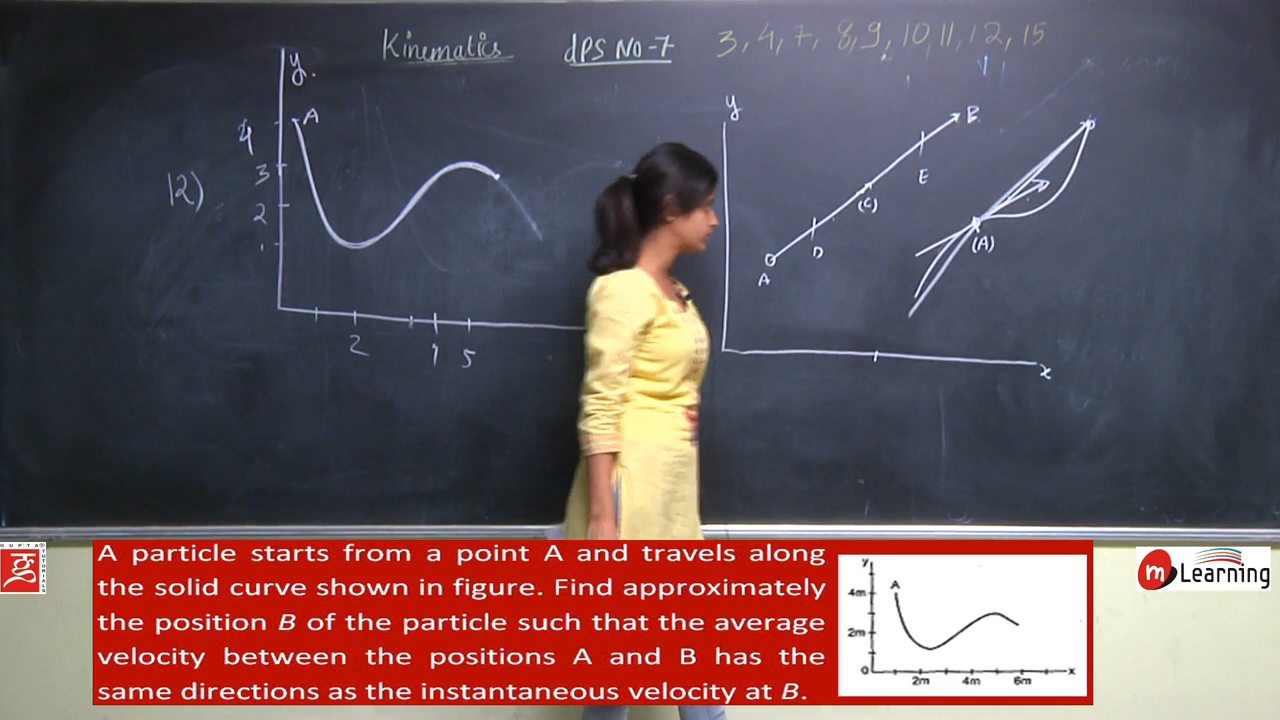 Kinematics DPS No-7 3, 4, 7, 8, 9, 10, 11, 12, 15
12)
y
A
4
3
2
1
2 4 5
y
B
E
(C)
D
A
(A)
x
GUPTA TUTORIALS
A particle starts from a point A and travels along
the solid curve shown in figure. Find approximately
the position B of the particle such that the average
velocity between the positions A and B has the
same directions as the instantaneous velocity at B.
y
A
4m
2m
0
2m 4m 6m x
m Learning